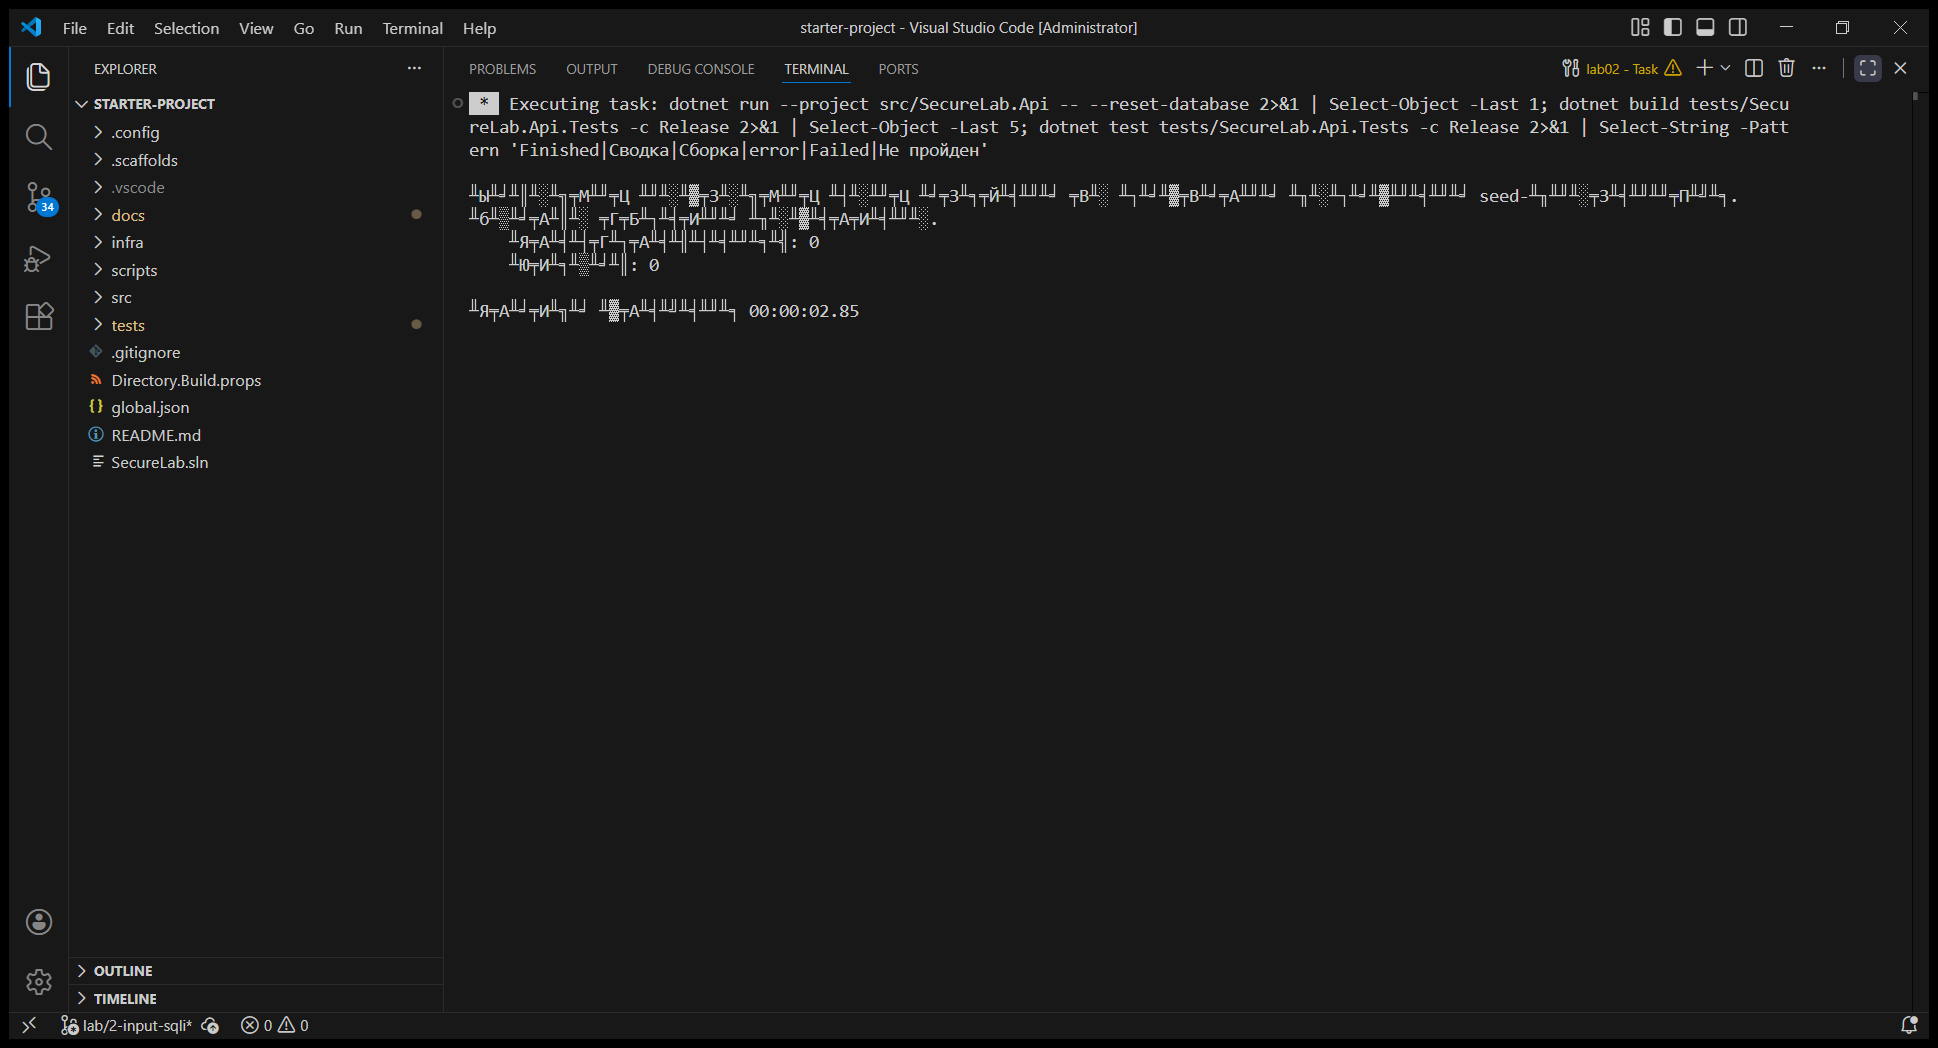 File Edit Selection View Go Run Terminal Help
starter-project - Visual Studio Code [Administrator]
EXPLORER
STARTER-PROJECT
.config
.scaffolds
.vscode
docs
infra
scripts
src
tests
.gitignore
Directory.Build.props
global.json
README.md
SecureLab.sln
OUTLINE
TIMELINE
34
PROBLEMS OUTPUT DEBUG CONSOLE TERMINAL PORTS
lab02 - Task
* Executing task: dotnet run --project src/SecureLab.Api -- --reset-database 2>&1 | Select-Object -Last 1; dotnet build tests/Secu
reLab.Api.Tests -c Release 2>&1 | Select-Object -Last 5; dotnet test tests/SecureLab.Api.Tests -c Release 2>&1 | Select-String -Patt
ern 'Finished|Сводка|Сборка|error|Failed|Не пройден'
seed-
: 0
: 0
00:00:02.85
lab/2-input-sqli* 0 0